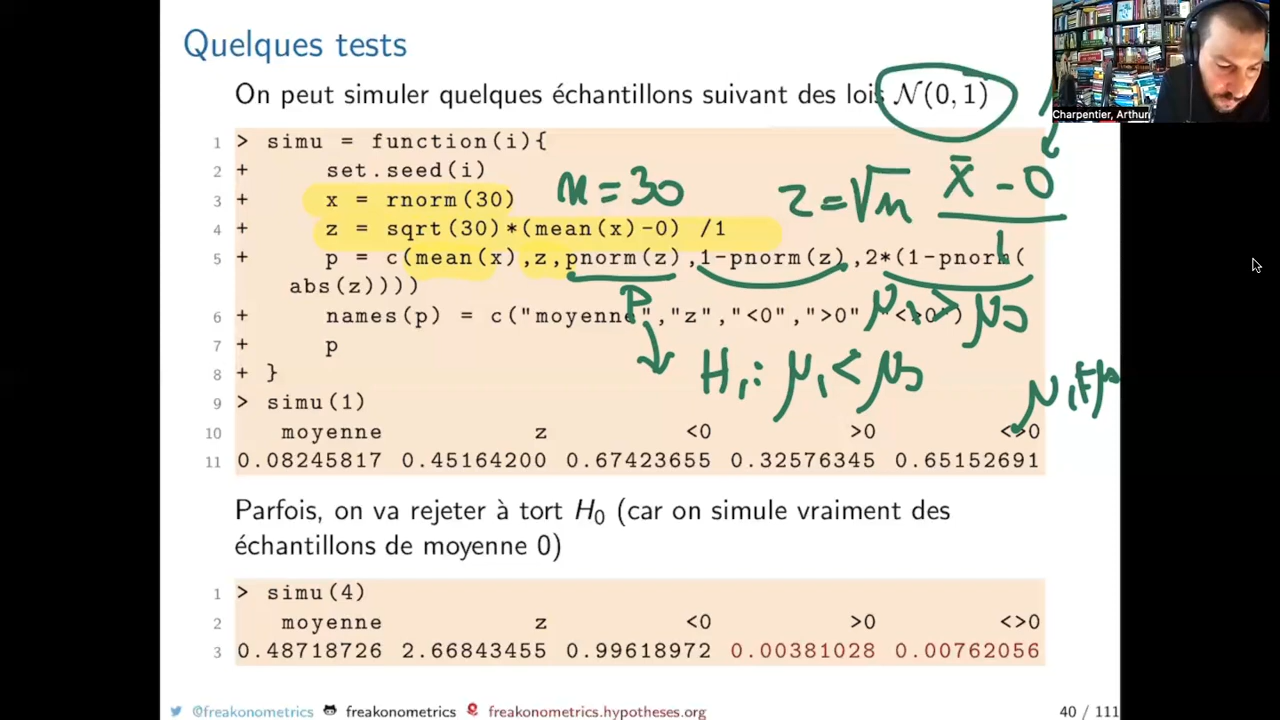 Quelques tests
On peut simuler quelques échantillons suivant des lois N(0, 1)
Charpentier, Arthur
1 > simu = function(i){
2 + set.seed(i)
3 + x = rnorm(30)
n = 30
z = √n x̄ - 0
1
4 + z = sqrt(30)*(mean(x)-0) /1
5 + p = c(mean(x),z,pnorm(z),1-pnorm(z),2*(1-pnorm(
abs(z))))
P
μ1 > μ0
6 + names(p) = c("moyenne","z","<0",">0","<>0")
7 + p
H1: μ1 < μ0
8 + }
9 > simu(1)
10 moyenne z <0 >0 <>0
11 0.08245817 0.45164200 0.67423655 0.32576345 0.65152691
Parfois, on va rejeter à tort H0 (car on simule vraiment des
échantillons de moyenne 0)
1 > simu(4)
2 moyenne z <0 >0 <>0
3 0.48718726 2.66843455 0.99618972 0.00381028 0.00762056
@freakonometrics freakonometrics freakonometrics.hypotheses.org 40 / 111